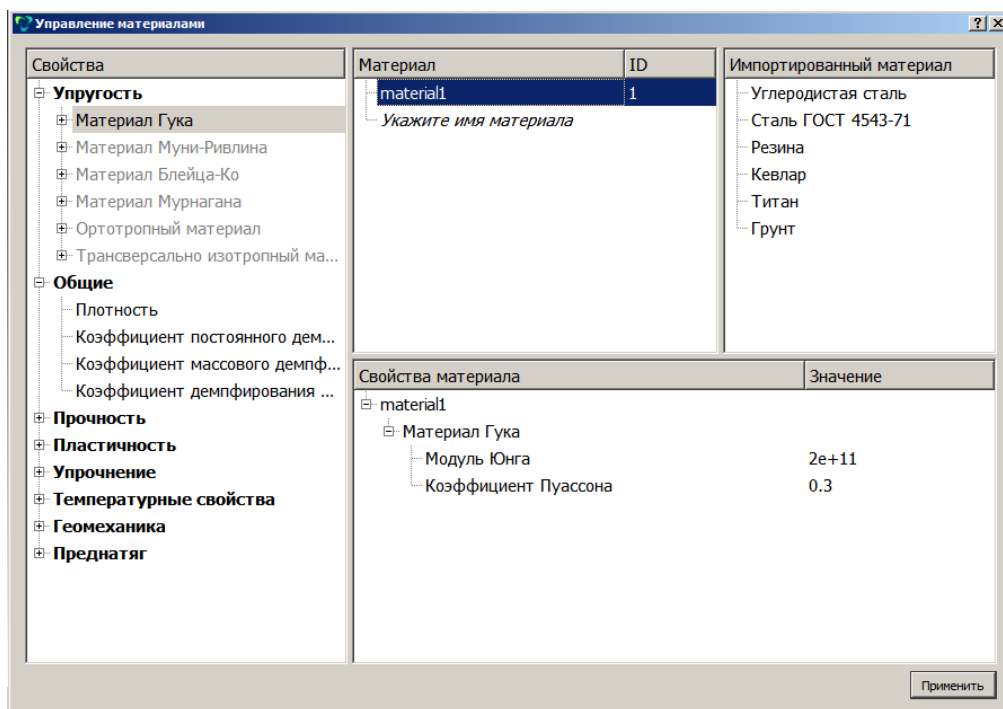 Управление материалами
Свойства
Упругость
Материал Гука
Материал Муни-Ривлина
Материал Блейца-Ко
Материал Мурнагана
Ортотропный материал
Трансверсально изотропный ма...
Общие
Плотность
Коэффициент постоянного дем...
Коэффициент массового демпф...
Коэффициент демпфирования ...
Прочность
Пластичность
Упрочнение
Температурные свойства
Геомеханика
Преднатяг
Материал ID
material1 1
Укажите имя материала
Импортированный материал
Углеродистая сталь
Сталь ГОСТ 4543-71
Резина
Кевлар
Титан
Грунт
Свойства материала Значение
material1
Материал Гука
Модуль Юнга 2e+11
Коэффициент Пуассона 0.3
Применить